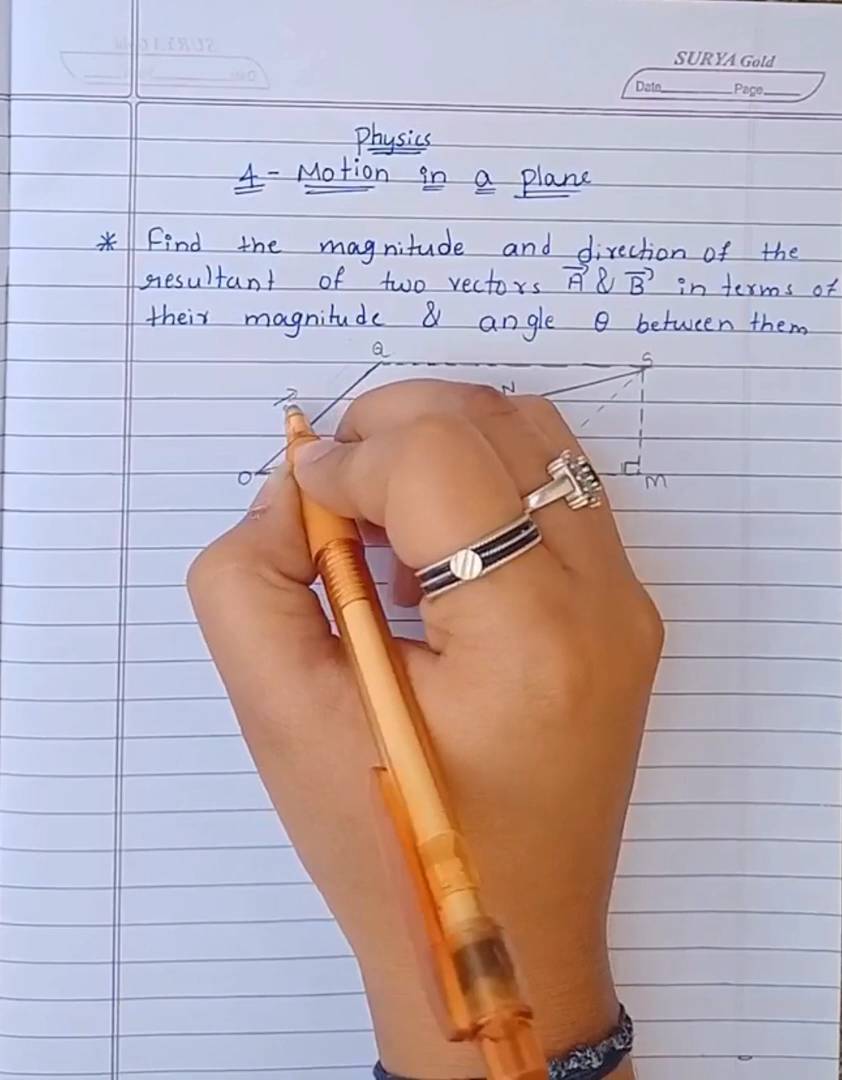 SURYA Gold
Date Page
Physics
4 - Motion in a plane
* Find the magnitude and direction of the
resultant of two vectors A & B in terms of
their magnitude & angle θ between them
Q S
N
O M